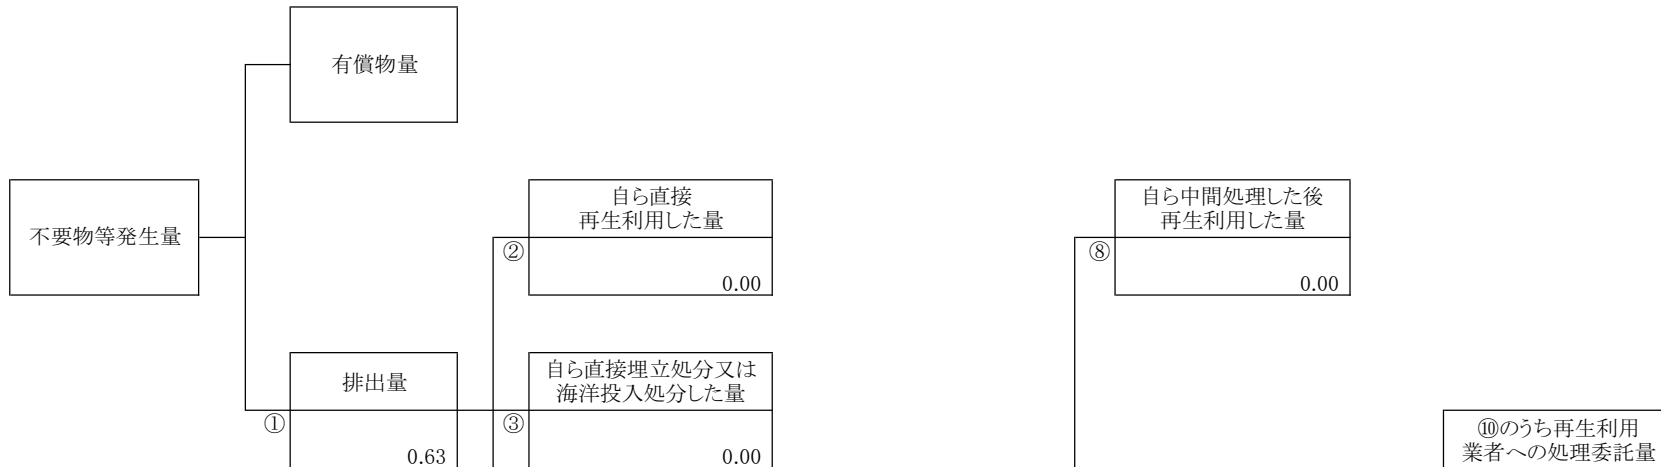 有償物量
不要物等発生量
自ら直接
再生利用した量
②
0.00
自ら中間処理した後
再生利用した量
⑧
0.00
排出量
①
0.63
自ら直接埋立処分又は
海洋投入処分した量
③
0.00
⑩のうち再生利用
業者への処理委託量